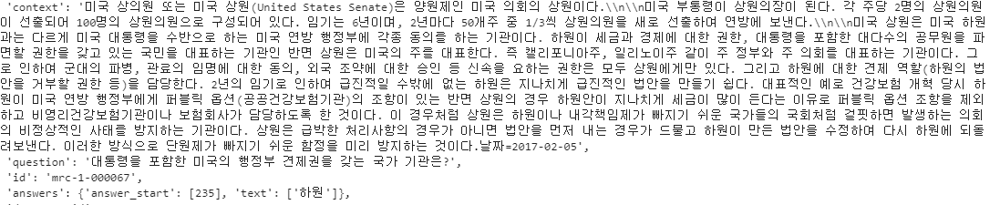 'context': '미국 상의원 또는 미국 상원(United States Senate)은 양원제인 미국 의회의 상원이다.\\n\\n미국 부통령이 상원의장이 된다. 각 주당 2명의 상원의원
이 선출되어 100명의 상원의원으로 구성되어 있다. 임기는 6년이며, 2년마다 50개주 중 1/3씩 상원의원을 새로 선출하여 연방에 보낸다.\\n\\n미국 상원은 미국 하원
과는 다르게 미국 대통령을 수반으로 하는 미국 연방 행정부에 각종 동의를 하는 기관이다. 하원이 세금과 경제에 대한 권한, 대통령을 포함한 대다수의 공무원을 파
면할 권한을 갖고 있는 국민을 대표하는 기관인 반면 상원은 미국의 주를 대표한다. 즉 캘리포니아주, 일리노이주 같이 주 정부와 주 의회를 대표하는 기관이다. 그
로 인하여 군대의 파병, 관료의 임명에 대한 동의, 외국 조약에 대한 승인 등 신속을 요하는 권한은 모두 상원에게만 있다. 그리고 하원에 대한 견제 역할(하원의 법
안을 거부할 권한 등)을 담당한다. 2년의 임기로 인하여 급진적일 수밖에 없는 하원은 지나치게 급진적인 법안을 만들기 쉽다. 대표적인 예로 건강보험 개혁 당시 하
원이 미국 연방 행정부에게 퍼블릭 옵션(공공건강보험기관)의 조항이 있는 반면 상원의 경우 하원안이 지나치게 세금이 많이 든다는 이유로 퍼블릭 옵션 조항을 제외
하고 비영리건강보험기관이나 보험회사가 담당하도록 한 것이다. 이 경우처럼 상원은 하원이나 내각책임제가 빠지기 쉬운 국가들의 국회처럼 걸핏하면 발생하는 의회
의 비정상적인 사태를 방지하는 기관이다. 상원은 급박한 처리사항의 경우가 아니면 법안을 먼저 내는 경우가 드물고 하원이 만든 법안을 수정하여 다시 하원에 되돌
려보낸다. 이러한 방식으로 단원제가 빠지기 쉬운 함정을 미리 방지하는 것이다.날짜=2017-02-05',
'question': '대통령을 포함한 미국의 행정부 견제권을 갖는 국가 기관은?',
'id': 'mrc-1-000067',
'answers': {'answer_start': [235], 'text': ['하원']},